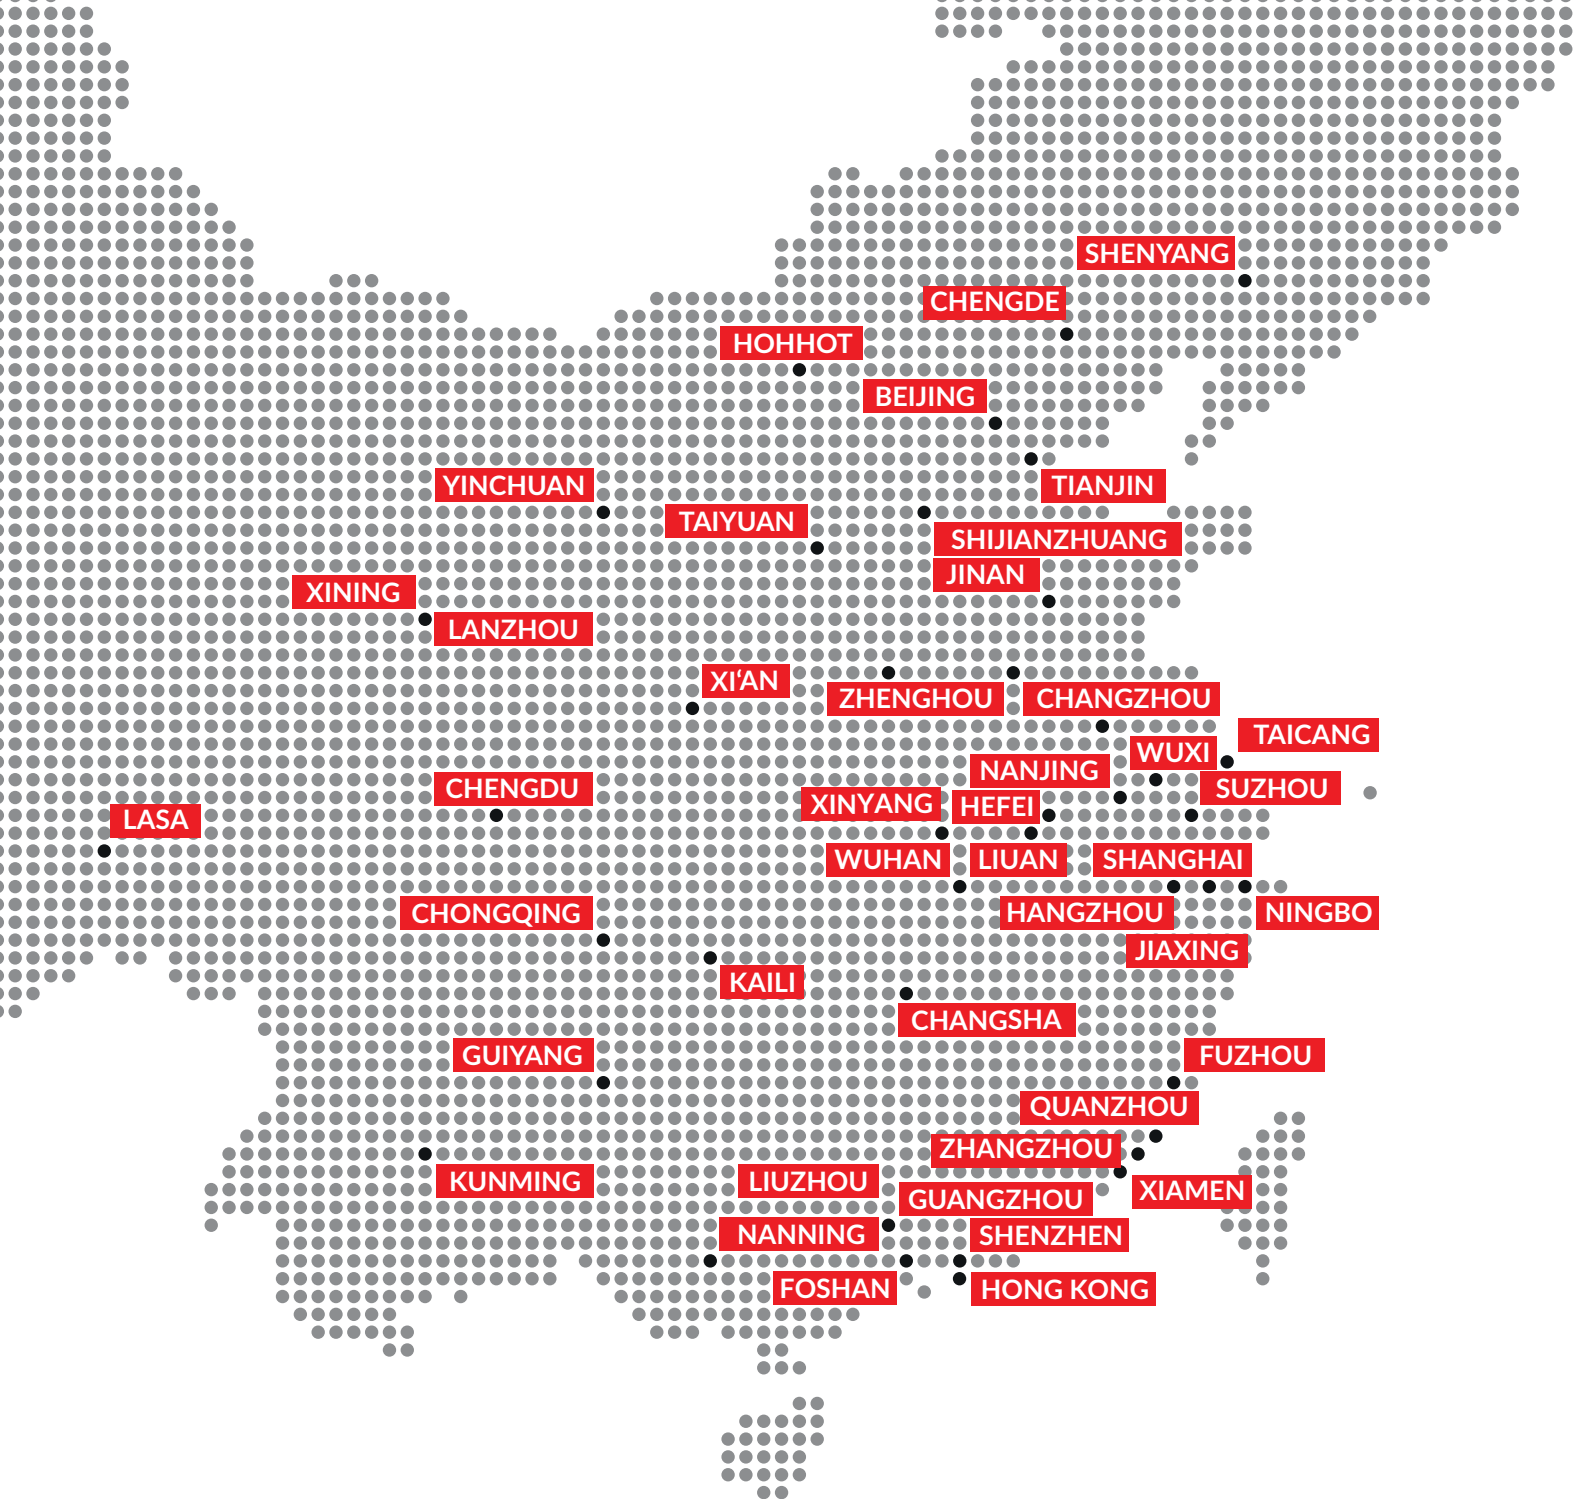 SHENYANG
CHENGDE
HOHHOT
BEIJING
YINCHUAN
TIANJIN
TAIYUAN
SHIJIANZHUANG
JINAN
XINING
LANZHOU
XI‘AN
ZHENGHOU
CHANGZHOU
TAICANG
WUXI
NANJING
CHENGDU
SUZHOU
XINYANG
HEFEI
LASA
WUHAN
LIUAN
SHANGHAI
CHONGQING
HANGZHOU
NINGBO
JIAXING
KAILI
CHANGSHA
GUIYANG
FUZHOU
QUANZHOU
ZHANGZHOU
KUNMING
LIUZHOU
XIAMEN
GUANGZHOU
NANNING
SHENZHEN
FOSHAN
HONG KONG